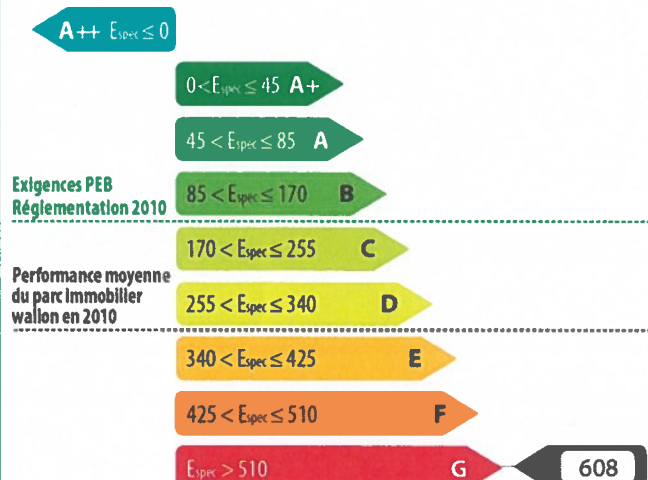 A++ Espec ≤ 0
0 < Espec ≤ 45 A+
45 < Espec ≤ 85 A
Exigences PEB
Réglementation 2010
85 < Espec ≤ 170 B
170 < Espec ≤ 255 C
Performance moyenne
du parc immobilier
wallon en 2010
255 < Espec ≤ 340 D
340 < Espec ≤ 425 E
425 < Espec ≤ 510 F
Espec > 510 G 608